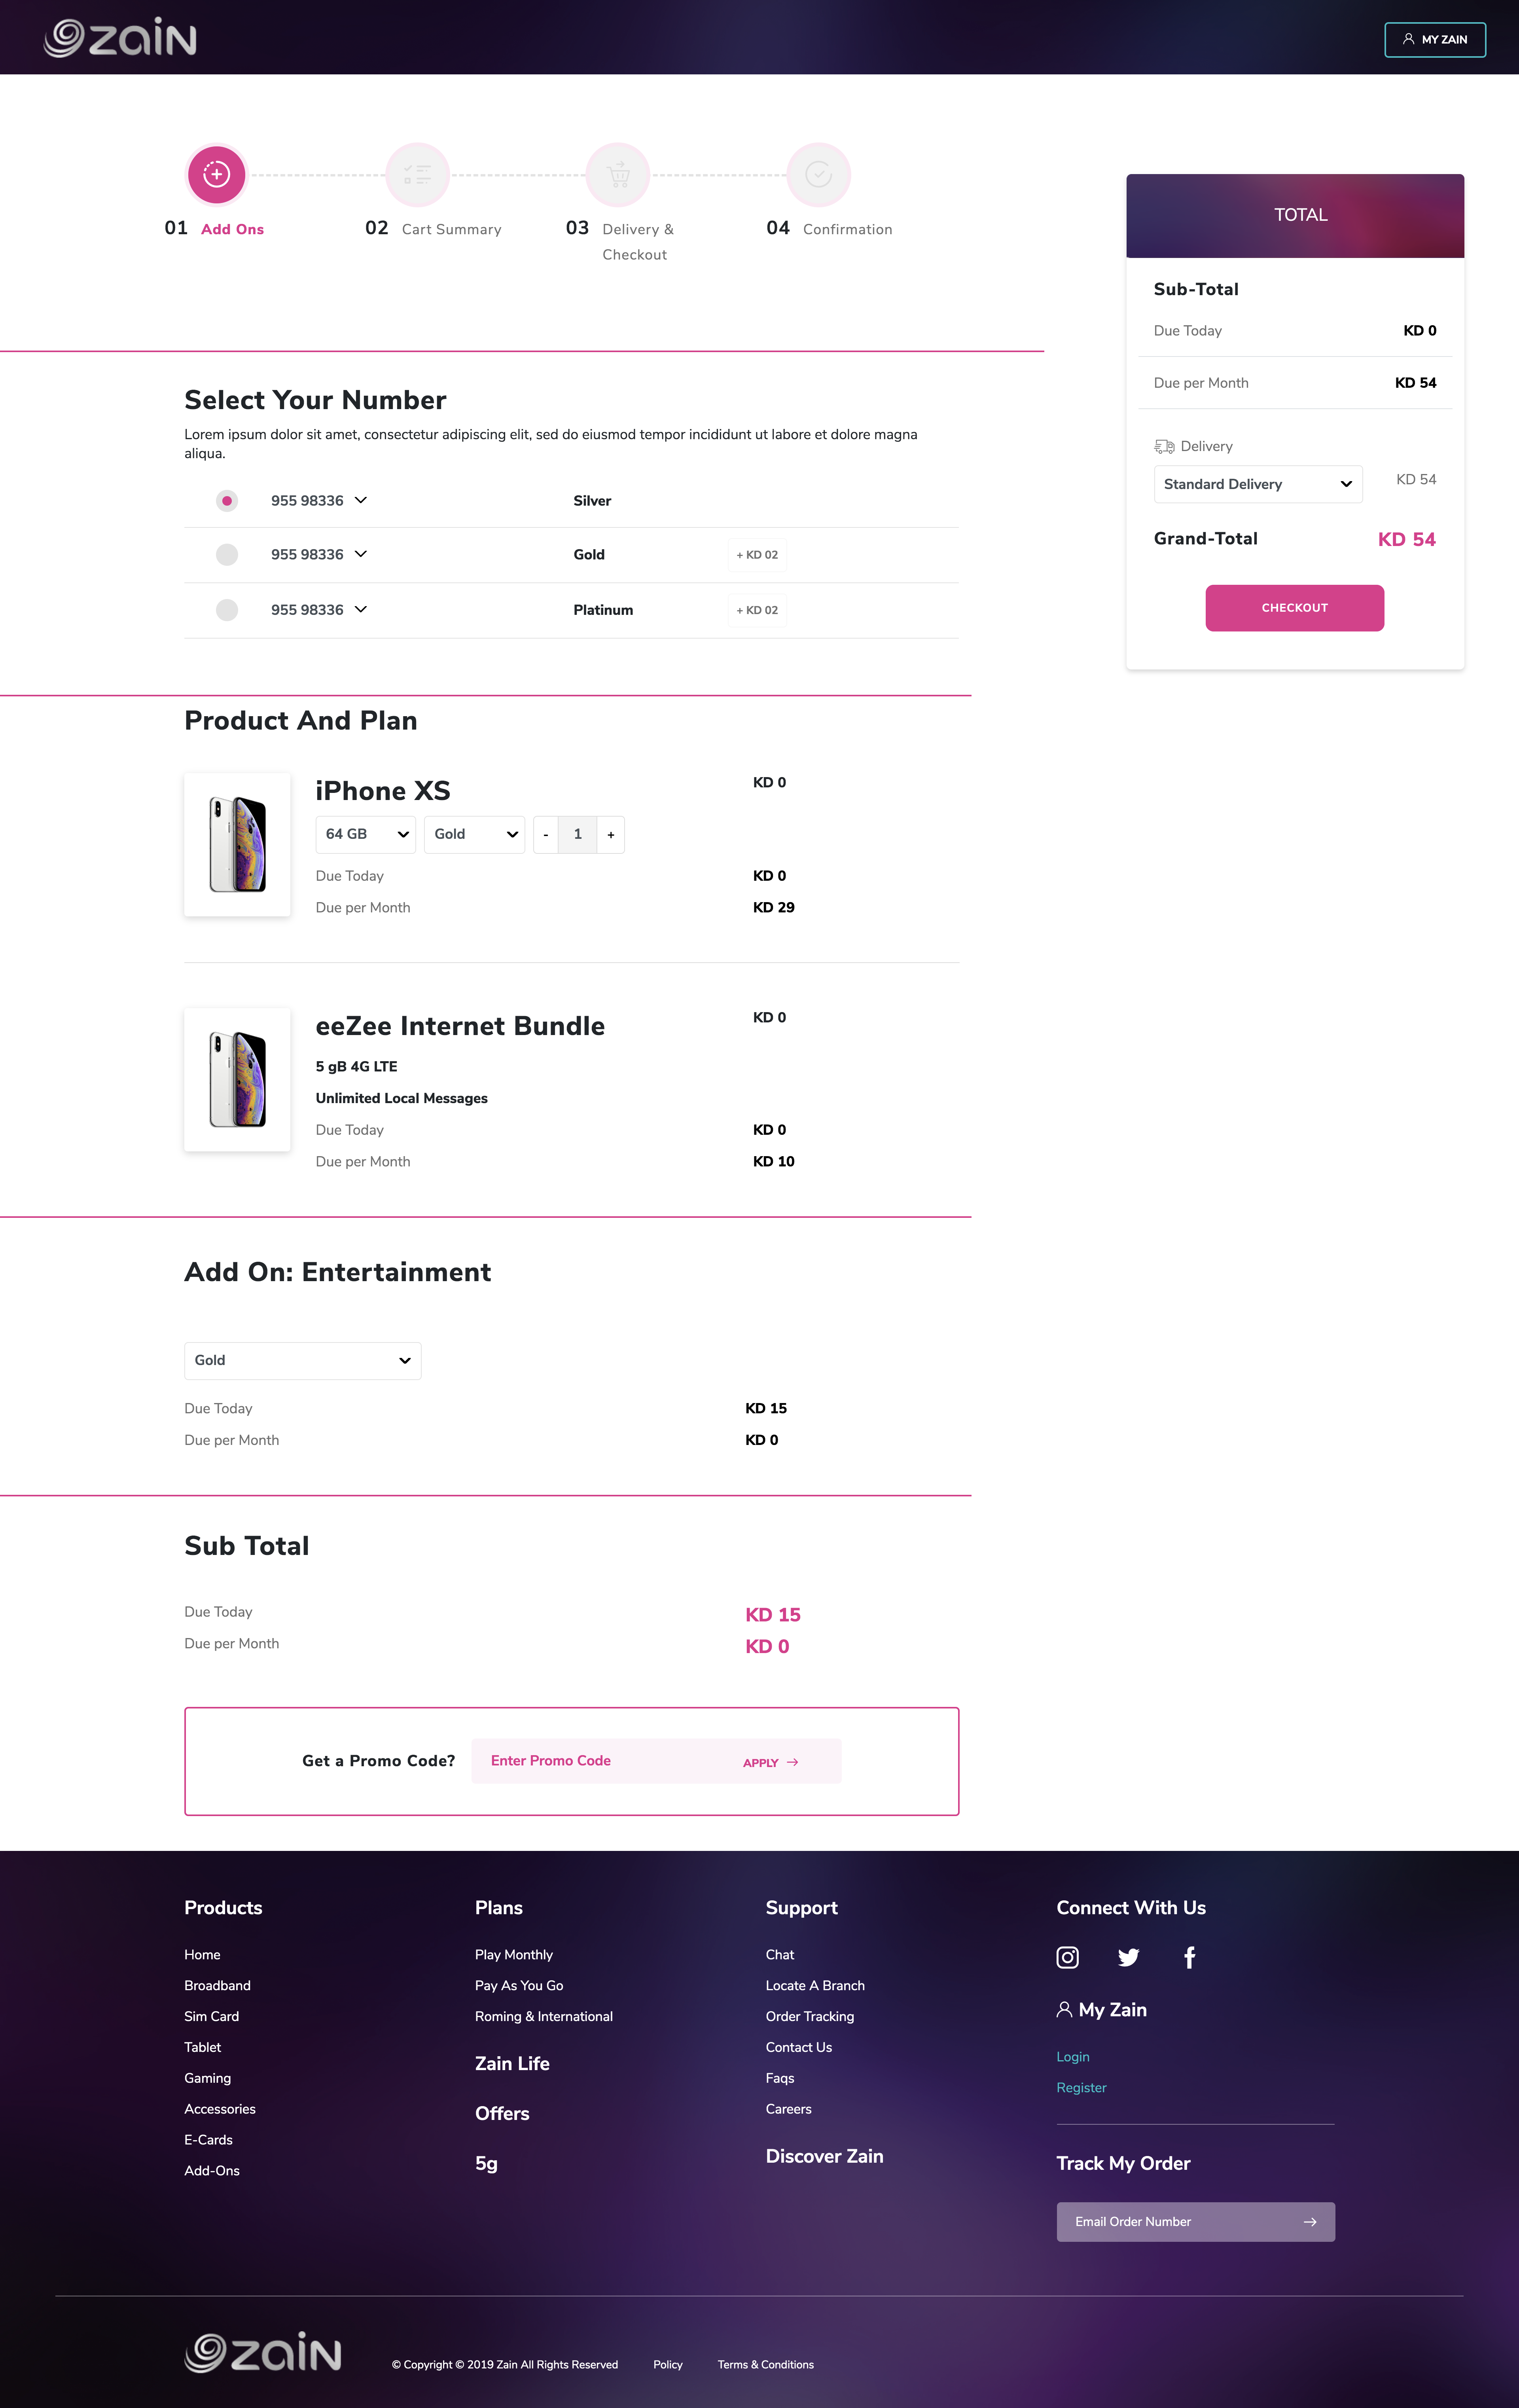 zain
MY ZAIN
01 Add Ons
02 Cart Summary
03 Delivery &
Checkout
04 Confirmation
TOTAL
Sub-Total
Due Today KD 0
Due per Month KD 54
Delivery
Standard Delivery KD 54
Grand-Total KD 54
CHECKOUT
Select Your Number
Lorem ipsum dolor sit amet, consectetur adipiscing elit, sed do eiusmod tempor incididunt ut labore et dolore magna
aliqua.
955 98336 Silver
955 98336 Gold + KD 02
955 98336 Platinum + KD 02
Product And Plan
iPhone XS KD 0
64 GB Gold - 1 +
Due Today KD 0
Due per Month KD 29
eeZee Internet Bundle KD 0
5 gB 4G LTE
Unlimited Local Messages
Due Today KD 0
Due per Month KD 10
Add On: Entertainment
Gold
Due Today KD 15
Due per Month KD 0
Sub Total
Due Today KD 15
Due per Month KD 0
Get a Promo Code? Enter Promo Code APPLY
Products
Home
Broadband
Sim Card
Tablet
Gaming
Accessories
E-Cards
Add-Ons
Plans
Play Monthly
Pay As You Go
Roming & International
Zain Life
Offers
5g
Support
Chat
Locate A Branch
Order Tracking
Contact Us
Faqs
Careers
Discover Zain
Connect With Us
My Zain
Login
Register
Track My Order
Email Order Number
zain
© Copyright © 2019 Zain All Rights Reserved Policy Terms & Conditions